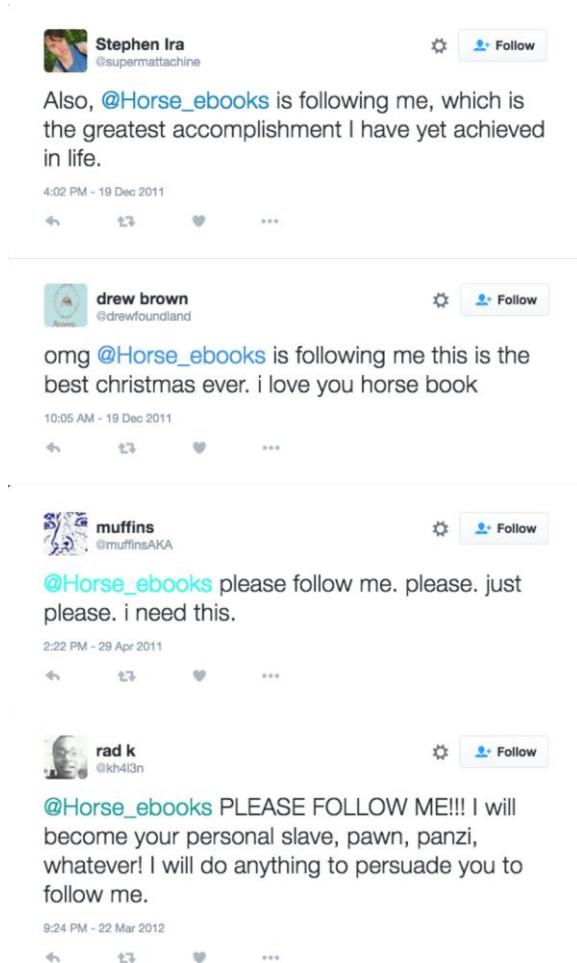 Stephen Ira
@supermattachine
Follow
Also, @Horse_ebooks is following me, which is
the greatest accomplishment I have yet achieved
in life.
4:02 PM - 19 Dec 2011
drew brown
@drewfoundland
Follow
omg @Horse_ebooks is following me this is the
best christmas ever. i love you horse book
10:05 AM - 19 Dec 2011
muffins
@muffinsAKA
Follow
@Horse_ebooks please follow me. please. just
please. i need this.
2:22 PM - 29 Apr 2011
rad k
@kh4l3n
Follow
@Horse_ebooks PLEASE FOLLOW ME!!! I will
become your personal slave, pawn, panzi,
whatever! I will do anything to persuade you to
follow me.
9:24 PM - 22 Mar 2012